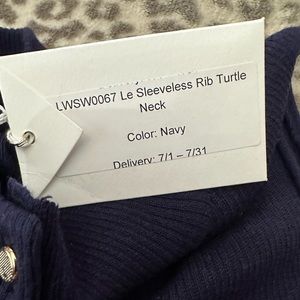 LWSW0067 Le Sleeveless Rib Turtle
Neck
Color: Navy
Delivery: 7/1 – 7/31